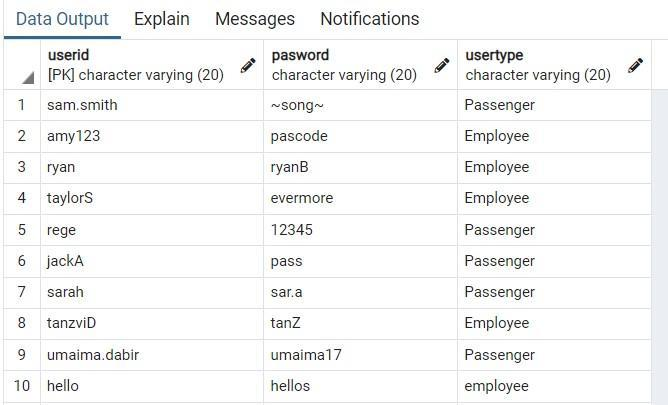 Data Output Explain Messages Notifications
userid pasword usertype
[PK] character varying (20) character varying (20) character varying (20)
1 sam.smith ~song~ Passenger
2 amy123 pascode Employee
3 ryan ryanB Employee
4 taylorS evermore Employee
5 rege 12345 Passenger
6 jackA pass Passenger
7 sarah sar.a Passenger
8 tanzviD tanZ Employee
9 umaima.dabir umaima17 Passenger
10 hello hellos employee